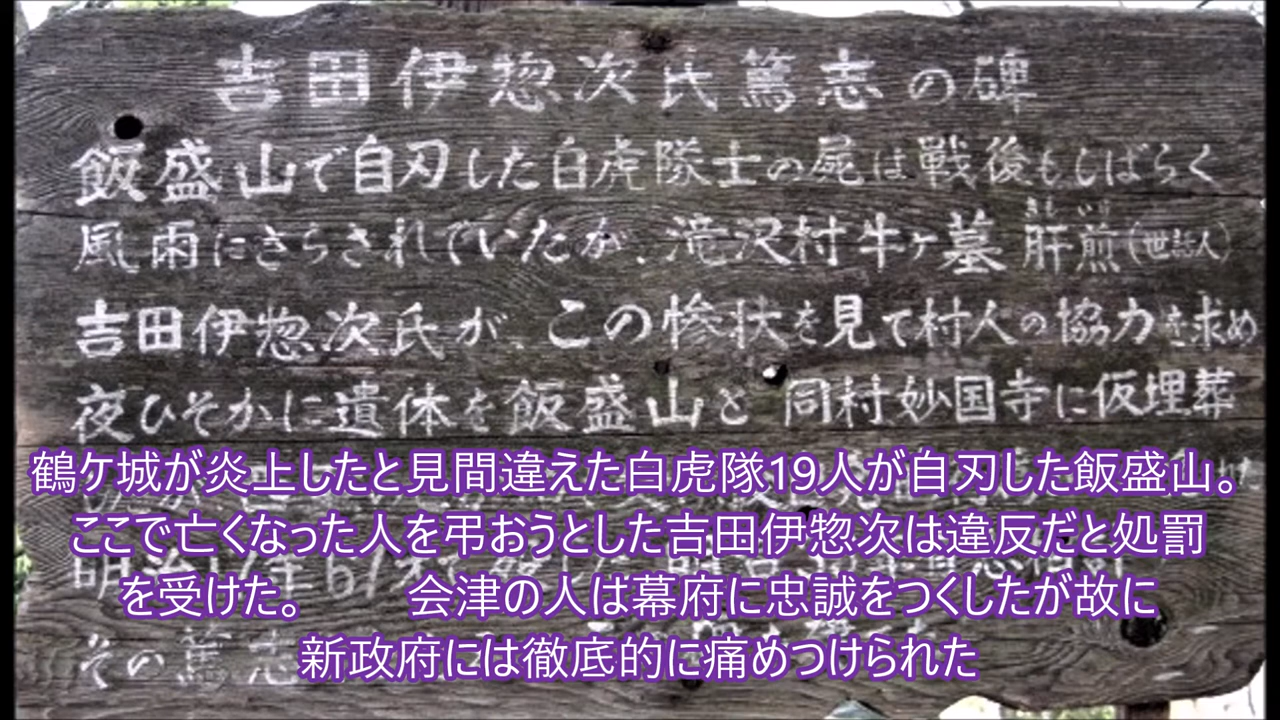 吉田伊惣次氏篤志の碑
飯盛山で自刃した白虎隊士の屍は戦後もしばらく
風雨にさらされていたが、滝沢村牛ヶ墓肝煎(世話人)
きも いり
吉田伊惣次氏が、この惨状を見て村人の協力を求め
夜ひそかに遺体を飯盛山と同村妙国寺に仮埋葬
鶴ケ城が炎上したと見間違えた白虎隊19人が自刃した飯盛山。
ここで亡くなった人を弔おうとした吉田伊惣次は違反だと処罰
を受けた。 会津の人は幕府に忠誠をつくしたが故に
新政府には徹底的に痛めつけられた
その篤志